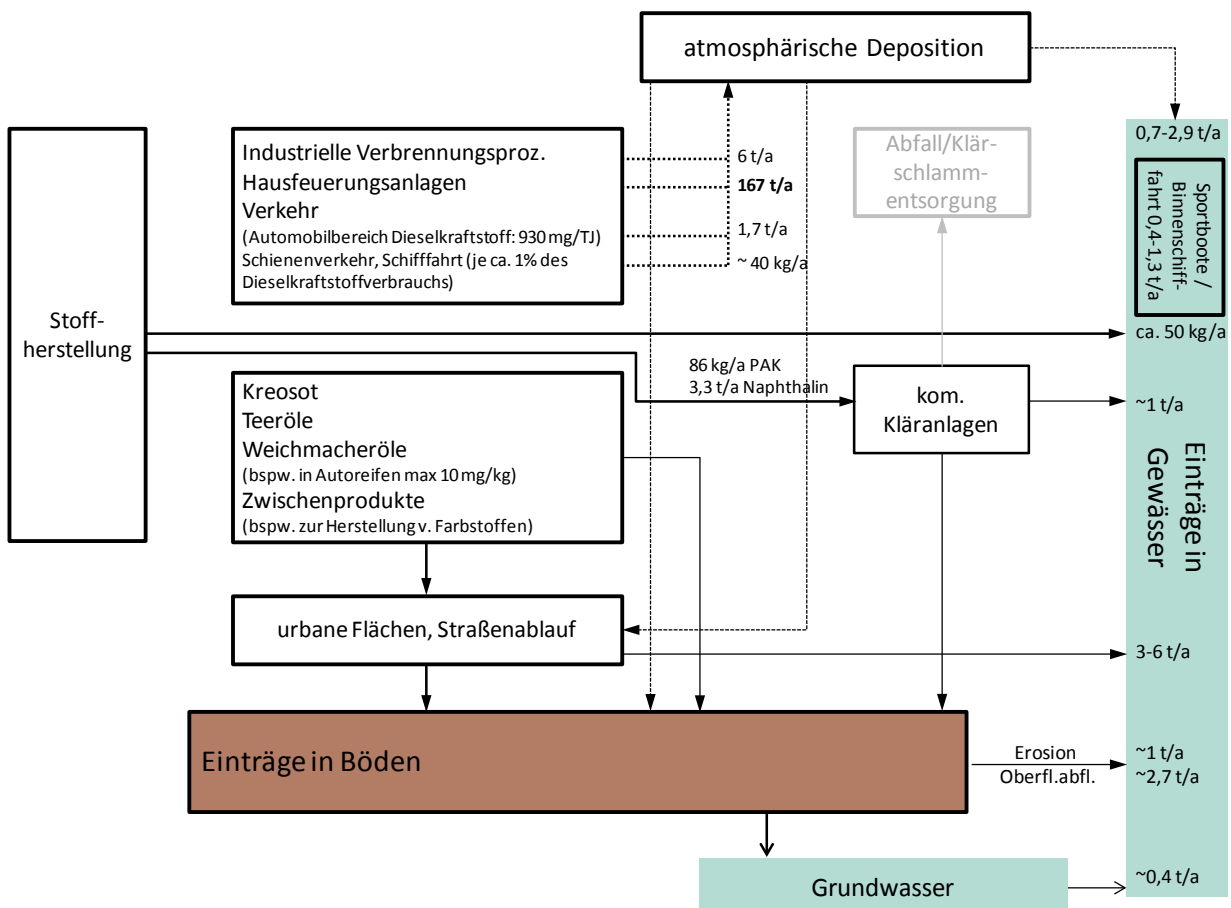 atmosphärische Deposition
0,7-2,9 t/a
Sportboote /
Binnenschiff-
fahrt 0,4-1,3 t/a
Industrielle Verbrennungsproz.
Hausfeuerungsanlagen
Verkehr
(Automobilbereich Dieselkraftstoff: 930 mg/TJ)
Schienenverkehr, Schifffahrt (je ca. 1% des
Dieselkraftstoffverbrauchs)
6 t/a
167 t/a
1,7 t/a
~ 40 kg/a
Abfall/Klär-
schlamm-
entsorgung
Stoff-
herstellung
ca. 50 kg/a
86 kg/a PAK
3,3 t/a Naphthalin
kom.
Kläranlagen
~1 t/a
Kreosot
Teeröle
Weichmacheröle
(bspw. in Autoreifen max 10 mg/kg)
Zwischenprodukte
(bspw. zur Herstellung v. Farbstoffen)
Einträge in
Gewässer
urbane Flächen, Straßenablauf
3-6 t/a
Einträge in Böden
Erosion
Oberfl.abfl.
~1 t/a
~2,7 t/a
Grundwasser
~0,4 t/a